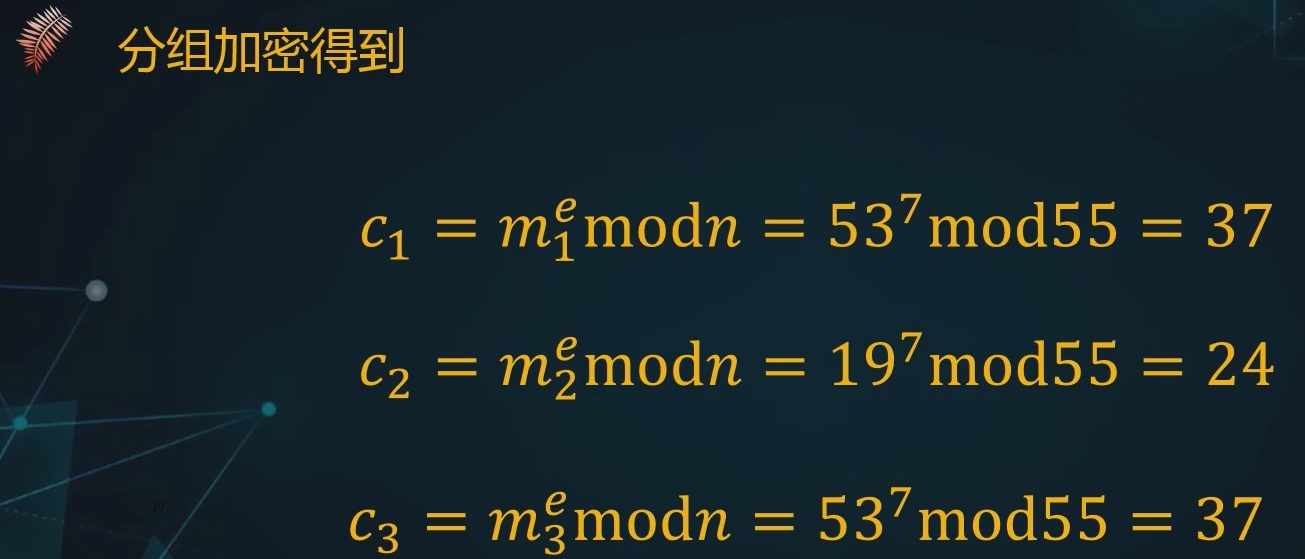 分组加密得到
c₁ = m₁ᵉmodn = 53⁷mod55 = 37
c₂ = m₂ᵉmodn = 19⁷mod55 = 24
c₃ = m₃ᵉmodn = 53⁷mod55 = 37